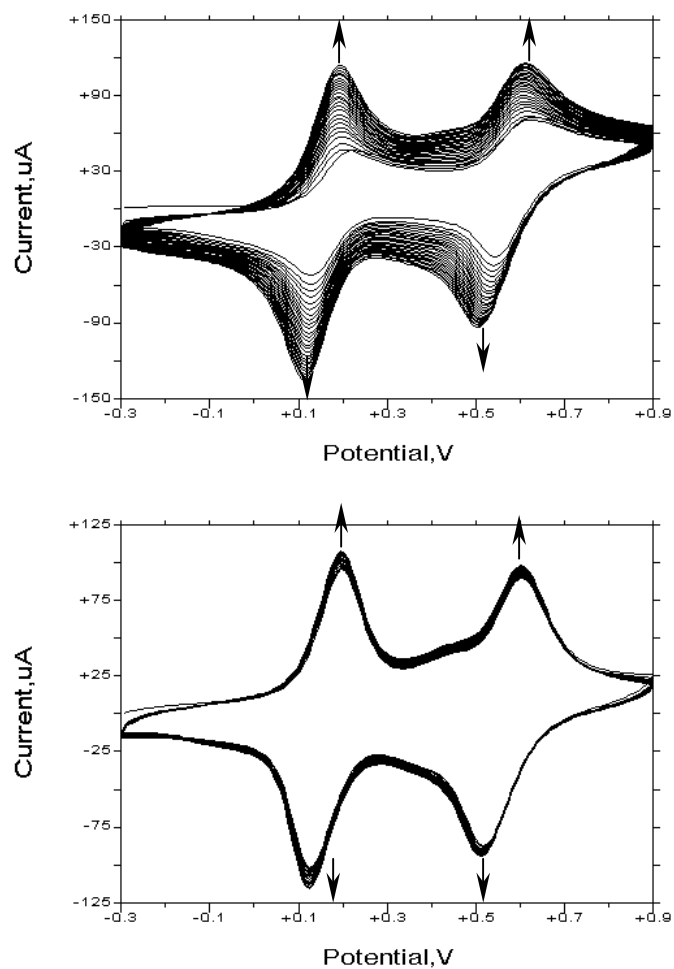 +150
+90
+30
-30
-90
-150
Current,uA
-0.3 -0.1 +0.1 +0.3 +0.5 +0.7 +0.9
Potential,V
+125
+75
+25
-25
-75
-125
Current,uA
-0.3 -0.1 +0.1 +0.3 +0.5 +0.7 +0.9
Potential,V